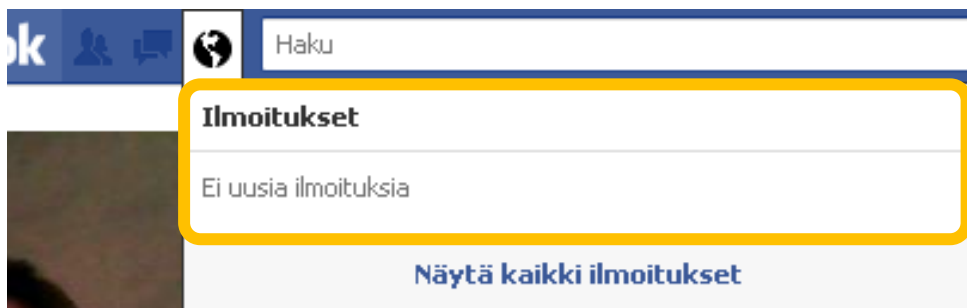 ok
Haku
Ilmoitukset
Ei uusia ilmoituksia
Näytä kaikki ilmoitukset